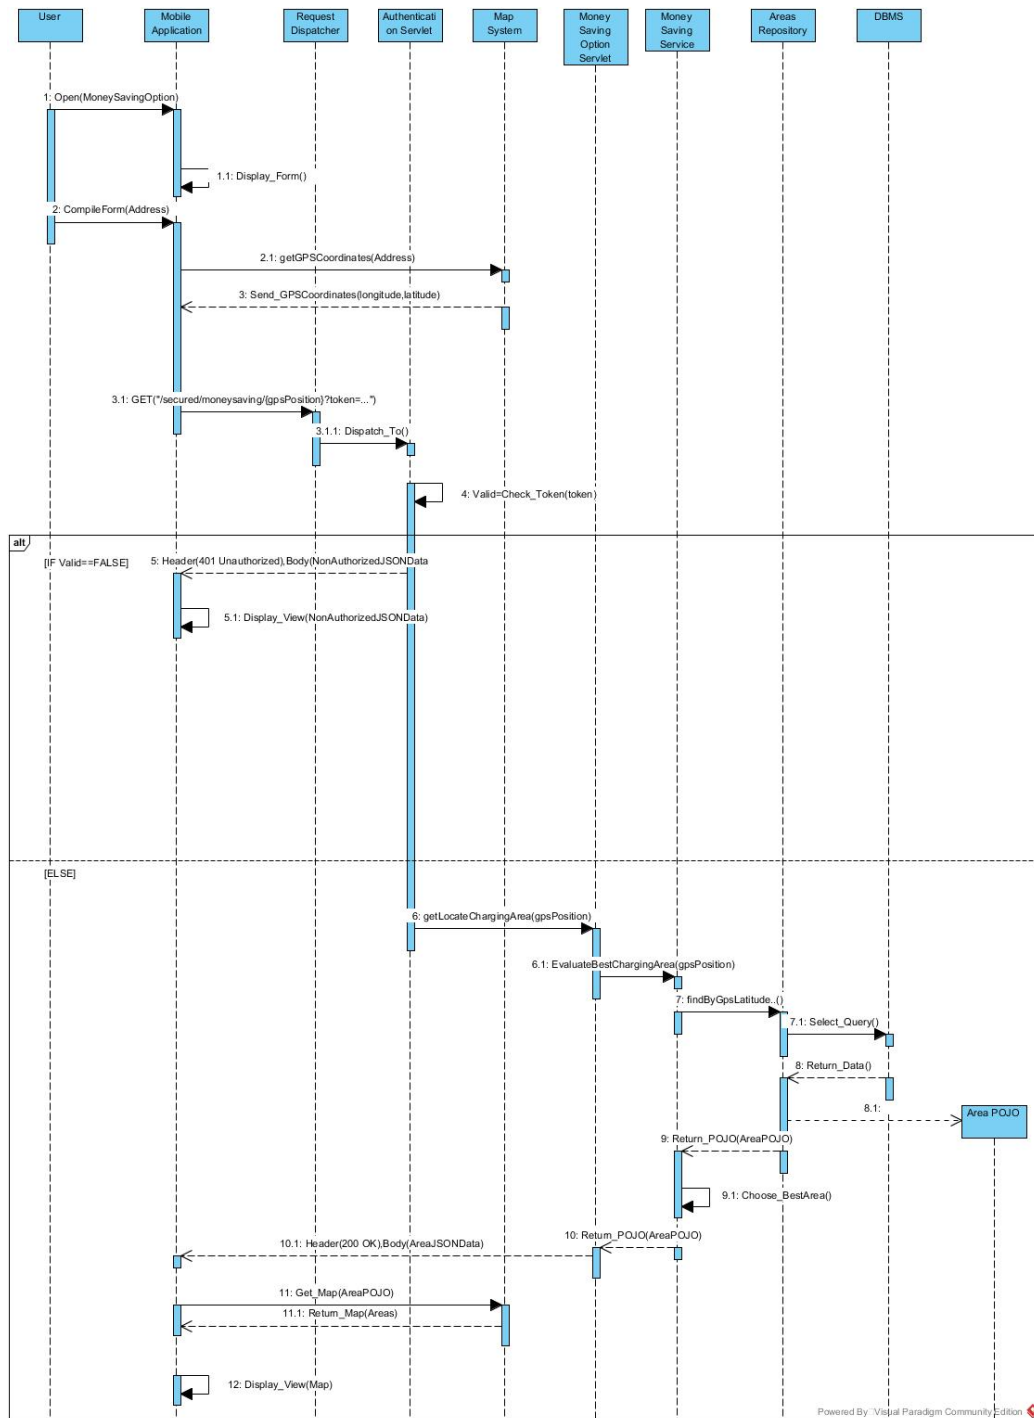 User
Mobile
Application
Request
Dispatcher
Authenticati
on Servlet
Map
System
Money
Saving
Option
Servlet
Money
Saving
Service
Areas
Repository
DBMS
1: Open(MoneySavingOption)
1.1: Display_Form()
2: CompileForm(Address)
2.1: getGPSCoordinates(Address)
3: Send_GPSCoordinates(longitude,latitude)
3.1: GET("/secured/moneysaving/{gpsPosition}?token=...")
3.1.1: Dispatch_To()
4: Valid=Check_Token(token)
alt
[IF Valid==FALSE]
5: Header(401 Unauthorized),Body(NonAuthorizedJSONData
5.1: Display_View(NonAuthorizedJSONData)
[ELSE]
6: getLocateChargingArea(gpsPosition)
6.1: EvaluateBestChargingArea(gpsPosition)
7: findByGpsLatitude..()
7.1: Select_Query()
8: Return_Data()
8.1:
Area POJO
9: Return_POJO(AreaPOJO)
9.1: Choose_BestArea()
10: Return_POJO(AreaPOJO)
10.1: Header(200 OK),Body(AreaJSONData)
11: Get_Map(AreaPOJO)
11.1: Return_Map(Areas)
12: Display_View(Map)
Powered By Visual Paradigm Community Edition